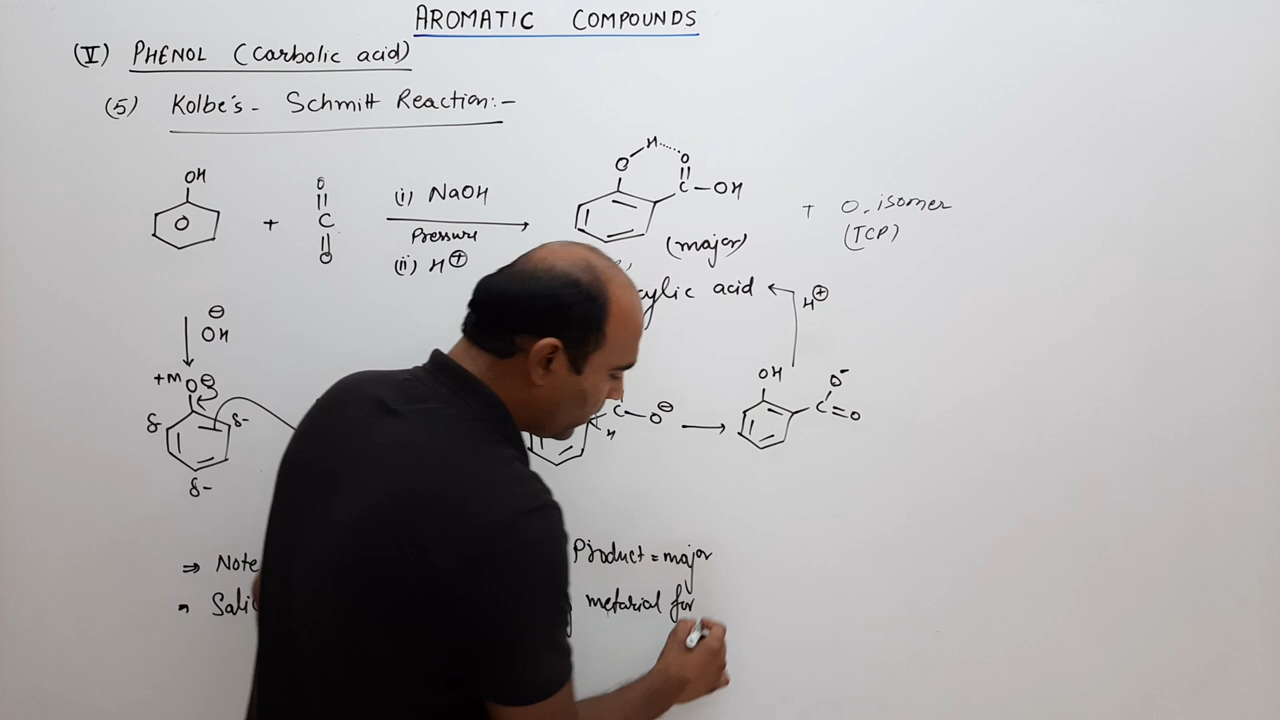 AROMATIC COMPOUNDS
(V) PHENOL (Carbolic acid)
(5) Kolbe's - Schmitt Reaction:-
OH
O
+
O
C
O
(i) NaOH
Pressure
(ii) H⊕
O H O
C-OH
(major)
+ O. isomer
(TCP)
cylic acid
H⊕
⊖
OH
+M O⊖
δ- δ-
δ-
C-O⊖
H
OH
O-
C=O
⇒ Note Product = major
Sali metarial for